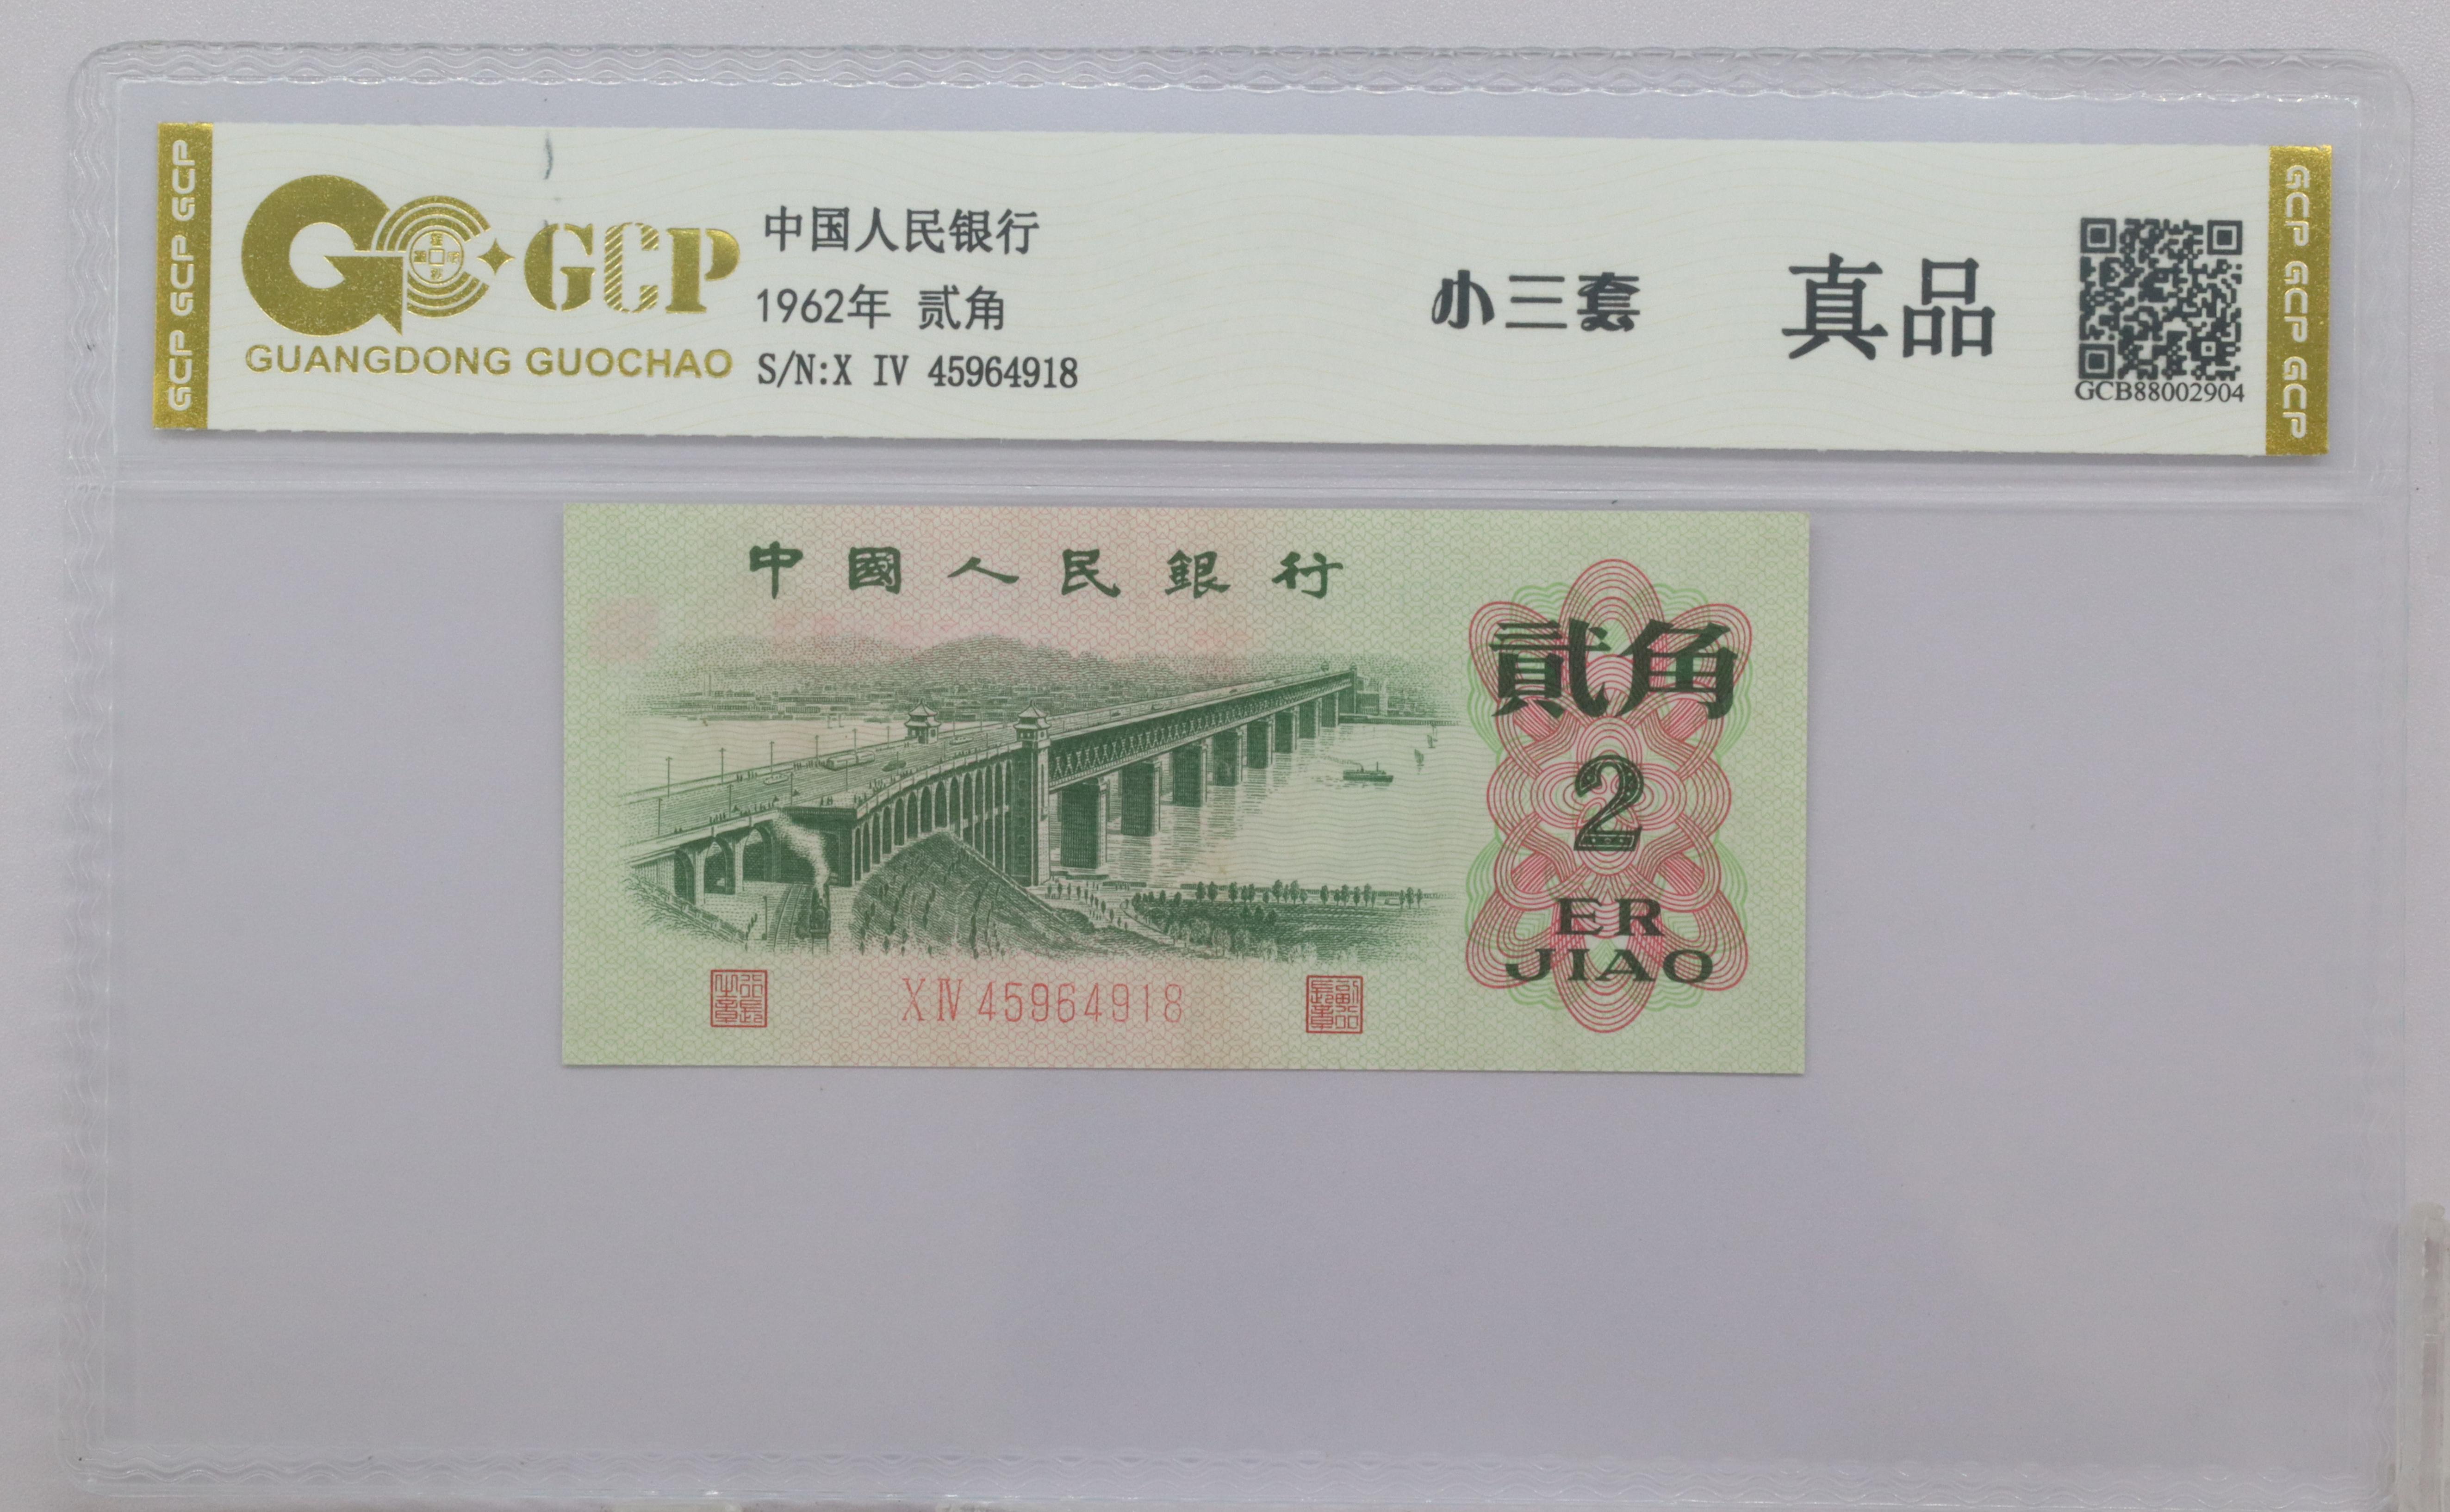 GCP GCP GCP
GCP
GUANGDONG GUOCHAO
中国人民银行
1962年 贰角
S/N:X IV 45964918
小三套
真品
GCB88002904
GCP GCP GCP
中國人民銀行
貳角
2
ER
JIAO
XIV 45964918